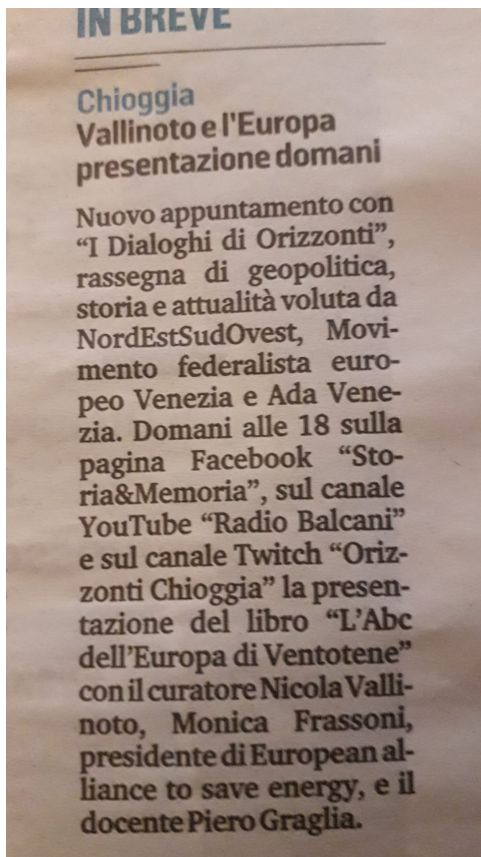 IN BREVE
Chioggia
Vallinoto e l'Europa
presentazione domani
Nuovo appuntamento con
“I Dialoghi di Orizzonti”,
rassegna di geopolitica,
storia e attualità voluta da
NordEstSudOvest, Movi-
mento federalista euro-
peo Venezia e Ada Vene-
zia. Domani alle 18 sulla
pagina Facebook “Sto-
ria&Memoria”, sul canale
YouTube “Radio Balcani”
e sul canale Twitch “Oriz-
zonti Chioggia” la presen-
tazione del libro “L’Abc
dell’Europa di Ventotene”
con il curatore Nicola Valli-
noto, Monica Frassoni,
presidente di European al-
liance to save energy, e il
docente Piero Graglia.